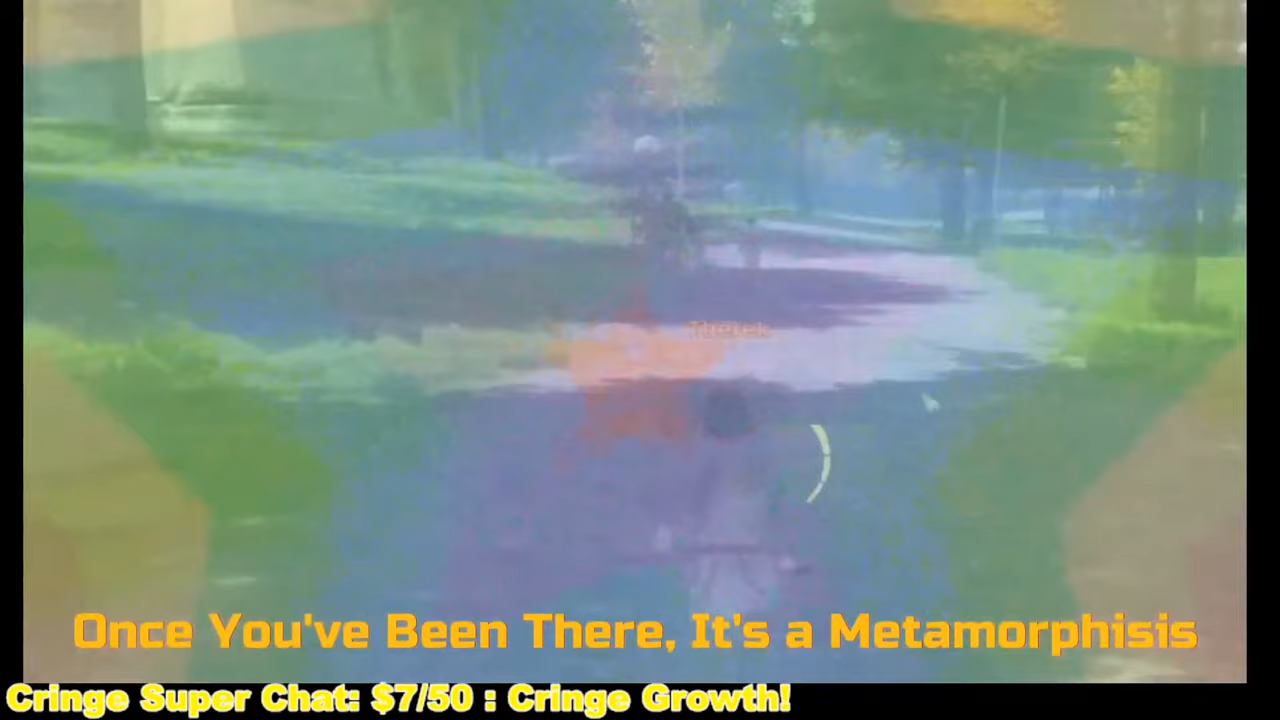 Once You've Been There, It's a Metamorphisis
Cringe Super Chat: $7/50 : Cringe Growth!